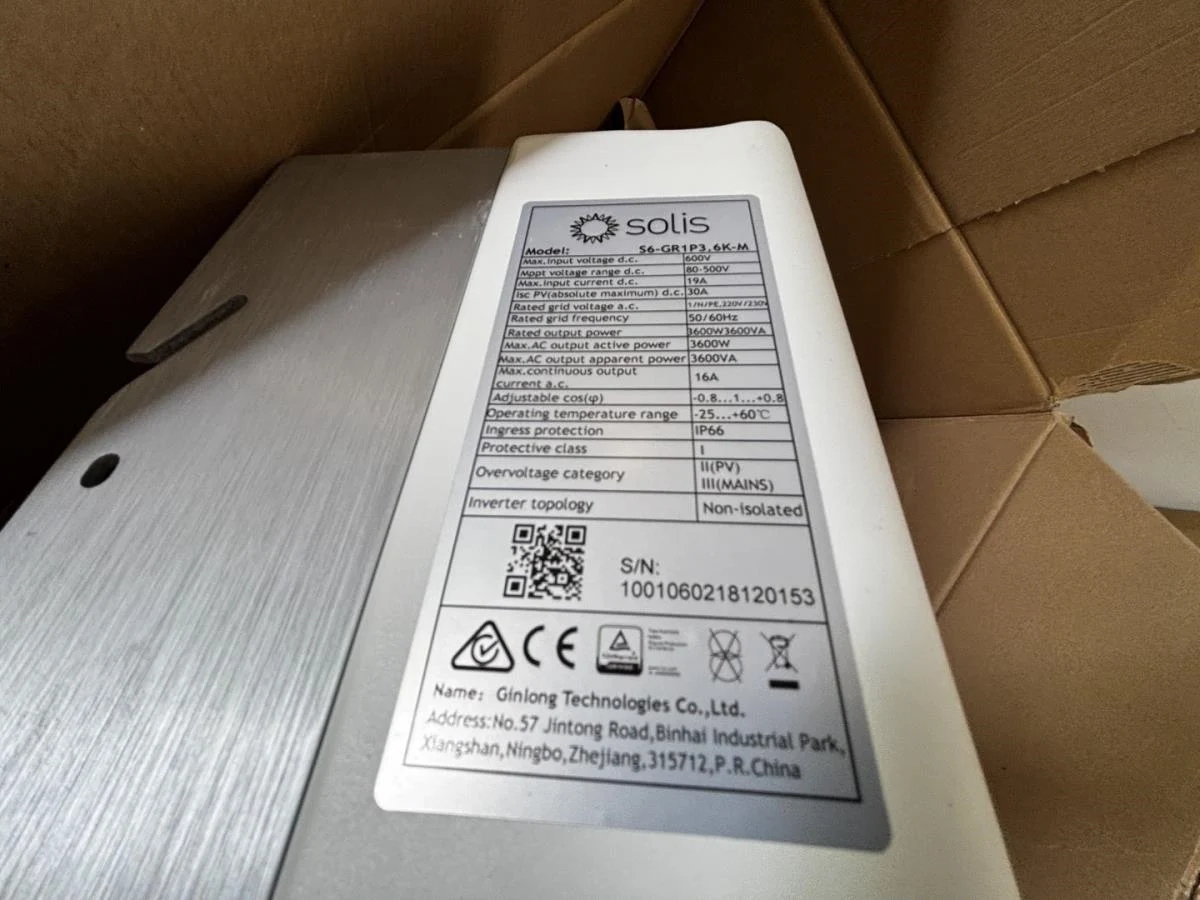 solis
Model: S6-GR1P3.6K-M
Max.input voltage d.c. 600V
Mppt voltage range d.c. 80-500V
Max.input current d.c. 19A
Isc PV(absolute maximum) d.c. 30A
Rated grid voltage a.c. 1/N/PE,220V/230V
Rated grid frequency 50/60Hz
Rated output power 3600W3600VA
Max.AC output active power 3600W
Max.AC output apparent power 3600VA
Max.continuous output
current a.c. 16A
Adjustable cos(φ) -0.8...1...+0.8
Operating temperature range -25...+60℃
Ingress protection IP66
Protective class I
Overvoltage category II(PV)
III(MAINS)
Inverter topology Non-isolated
S/N:
1001060218120153
CE
Name: Ginlong Technologies Co.,Ltd.
Address:No.57 Jintong Road,Binhai Industrial Park,
Xiangshan,Ningbo,Zhejiang,315712,P.R.China